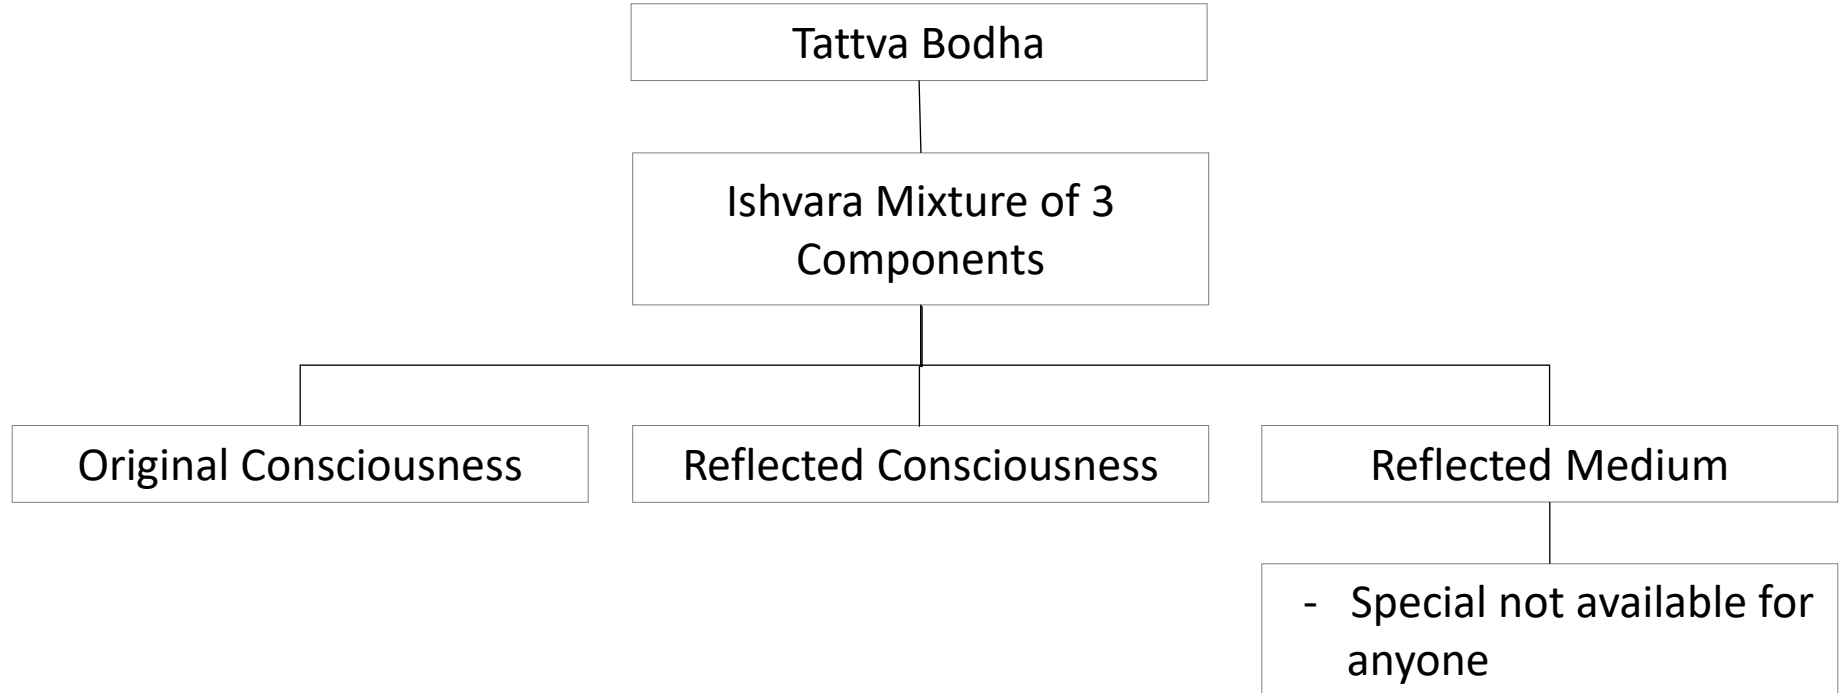 Tattva Bodha
Ishvara Mixture of 3
Components
Original Consciousness
Reflected Consciousness
Reflected Medium
- Special not available for
anyone